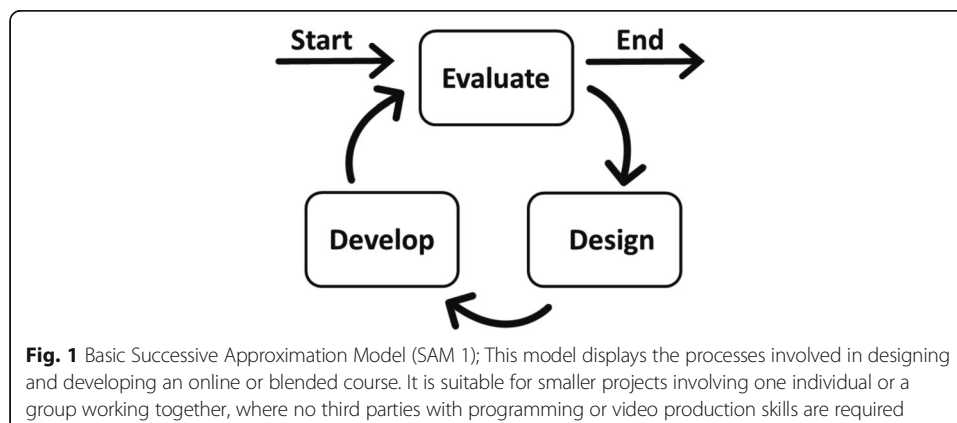 Start
End
Evaluate
Develop
Design
Fig. 1 Basic Successive Approximation Model (SAM 1); This model displays the processes involved in designing
and developing an online or blended course. It is suitable for smaller projects involving one individual or a
group working together, where no third parties with programming or video production skills are required